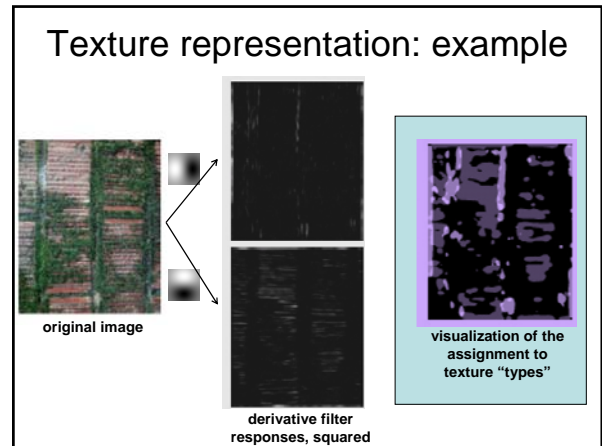 Texture representation: example
original image
derivative filter
responses, squared
visualization of the
assignment to
texture “types”